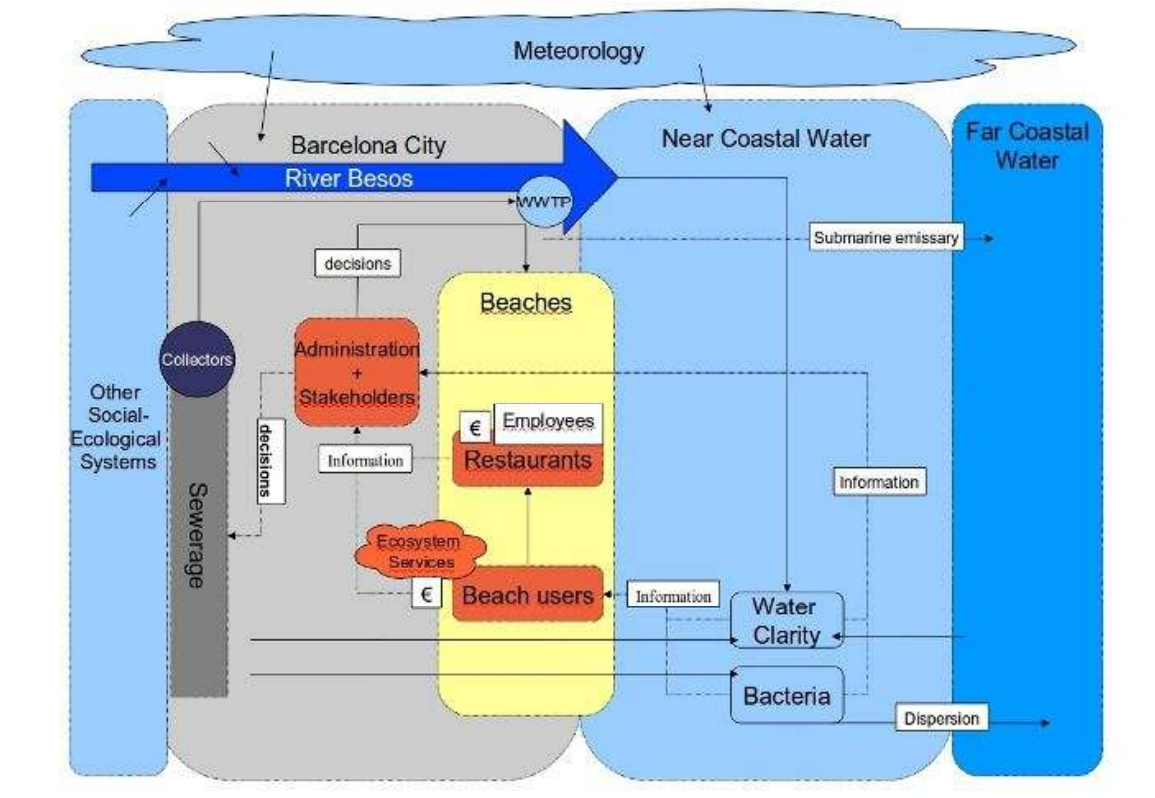 Meteorology
Barcelona City
Near Coastal Water
Far Coastal
Water
River Besos
WWTP
Submarine emissary
decisions
Beaches
Collectors
Administration
+
Stakeholders
Other
Social-
Ecological
Systems
€
Employees
Restaurants
decisions
Information
Information
Sewerage
Ecosystem
Services
€
Beach users
Information
Water
Clarity
Bacteria
Dispersion